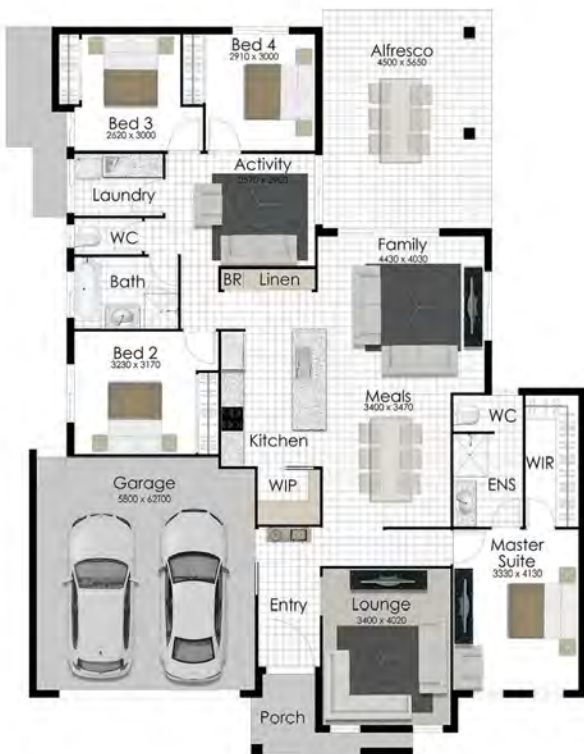 Bed 4
2910 x 3000
Alfresco
4500 x 5650
Bed 3
2620 x 3000
Activity
Laundry
WC
Family
4430 x 4030
Bath
BR Linen
Bed 2
3230 x 3170
Meals
3400 x 3470
WC
Kitchen
WIR
Garage
5800 x 62100
WIP
ENS
Master
Suite
3330 x 4130
Entry
Lounge
3400 x 4020
Porch